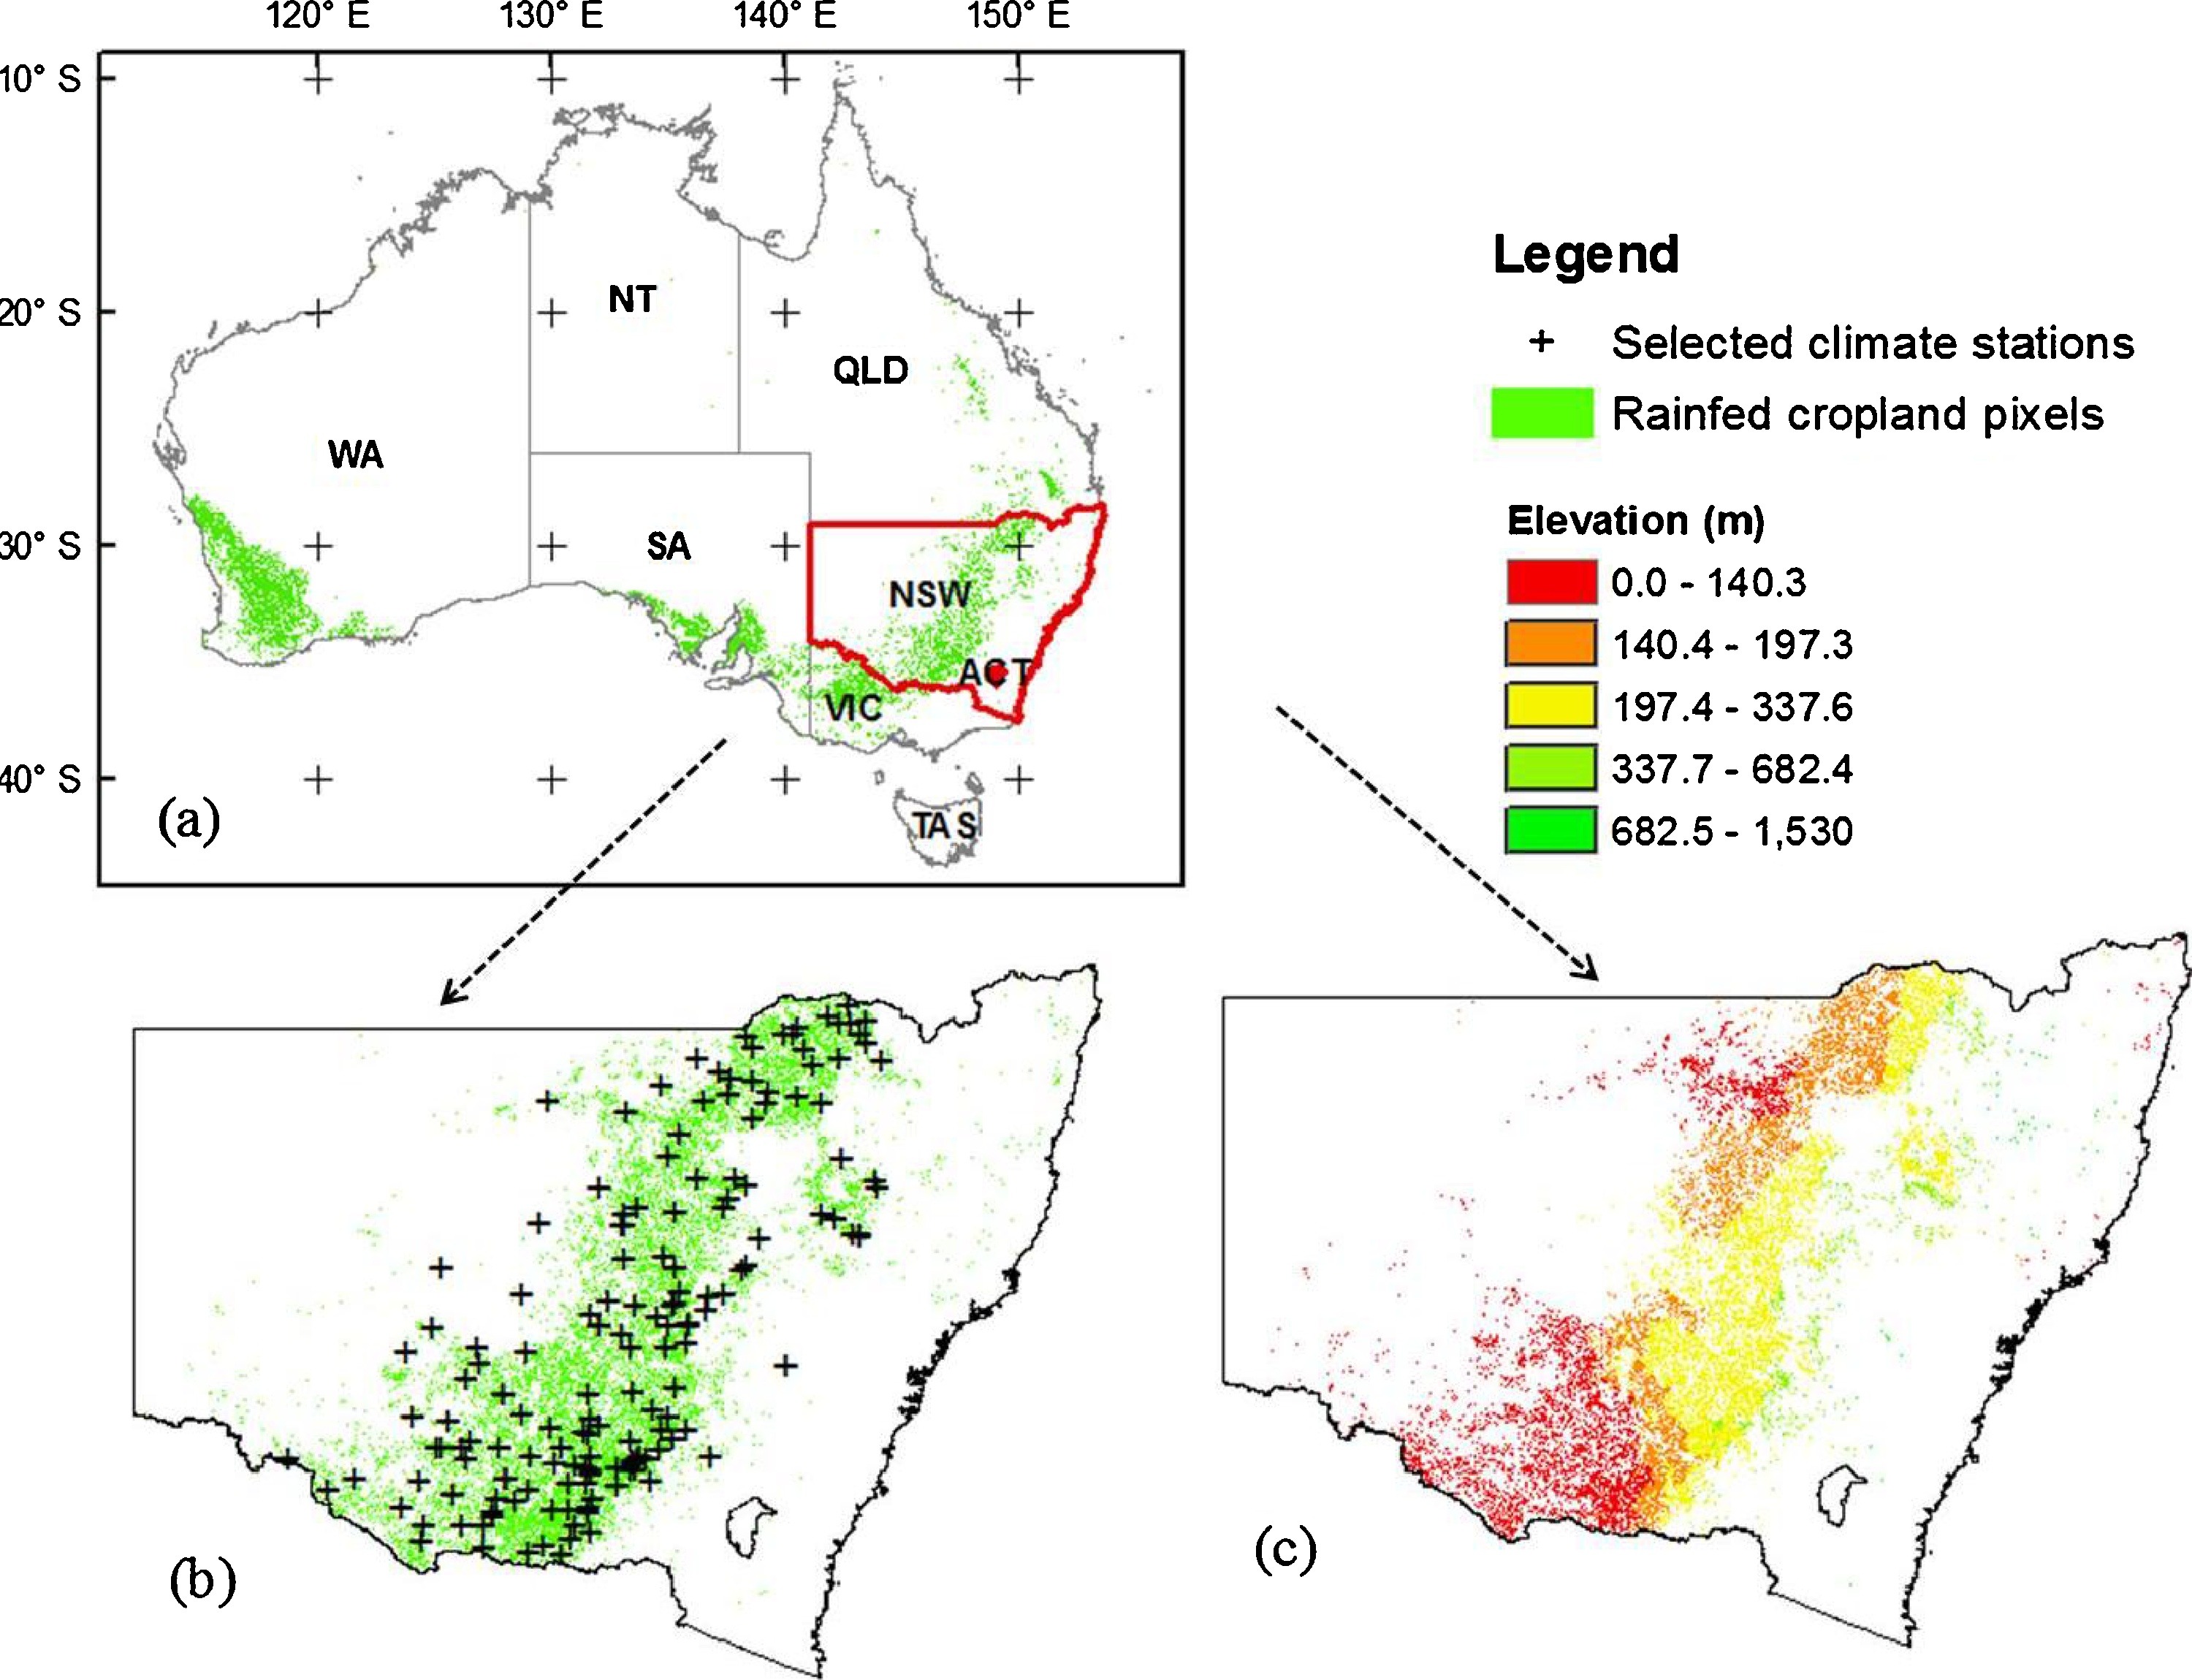 120° E 130° E 140° E 150° E
10° S
20° S
30° S
40° S
NT
QLD
WA
SA
NSW
ACT
VIC
TAS
(a)
Legend
Selected climate stations
Rainfed cropland pixels
Elevation (m)
0.0 - 140.3
140.4 - 197.3
197.4 - 337.6
337.7 - 682.4
682.5 - 1,530
(b)
(c)